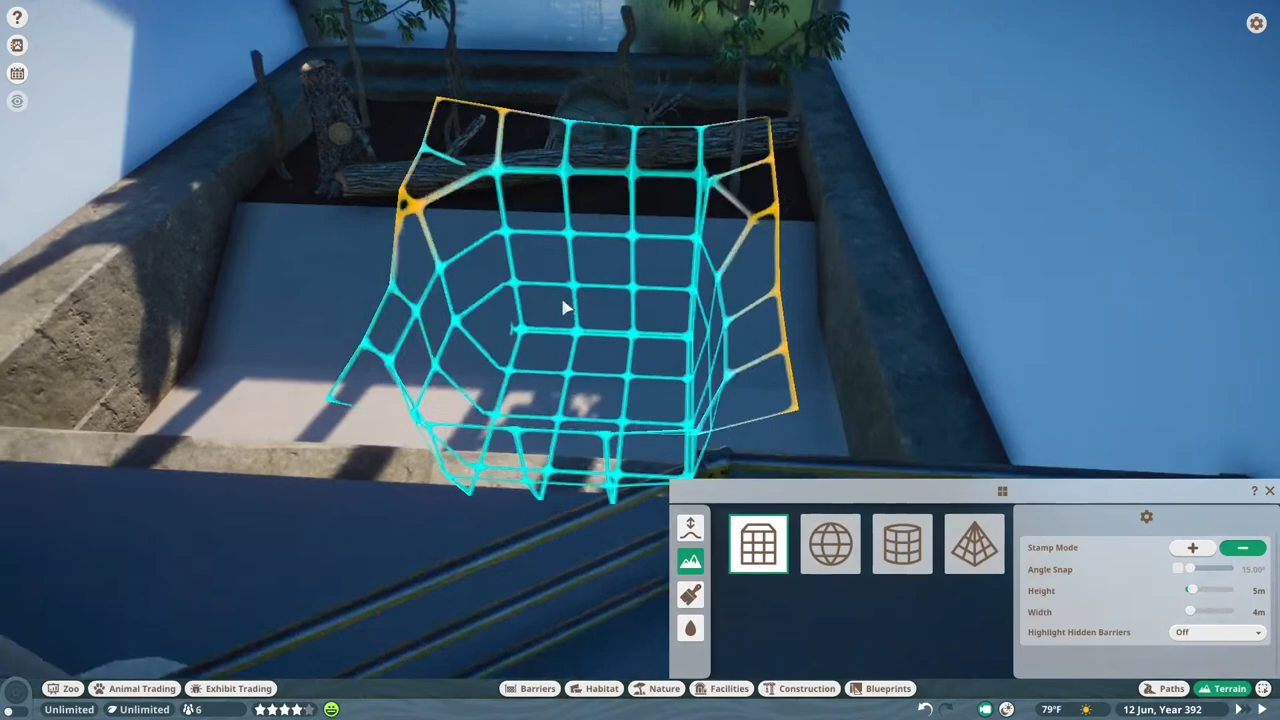 ?
? ×
Stamp Mode + −
Angle Snap 15.00°
Height 5m
Width 4m
Highlight Hidden Barriers Off
Zoo Animal Trading Exhibit Trading Barriers Habitat Nature Facilities Construction Blueprints Paths Terrain
Unlimited Unlimited 6 79°F 12 Jun, Year 392